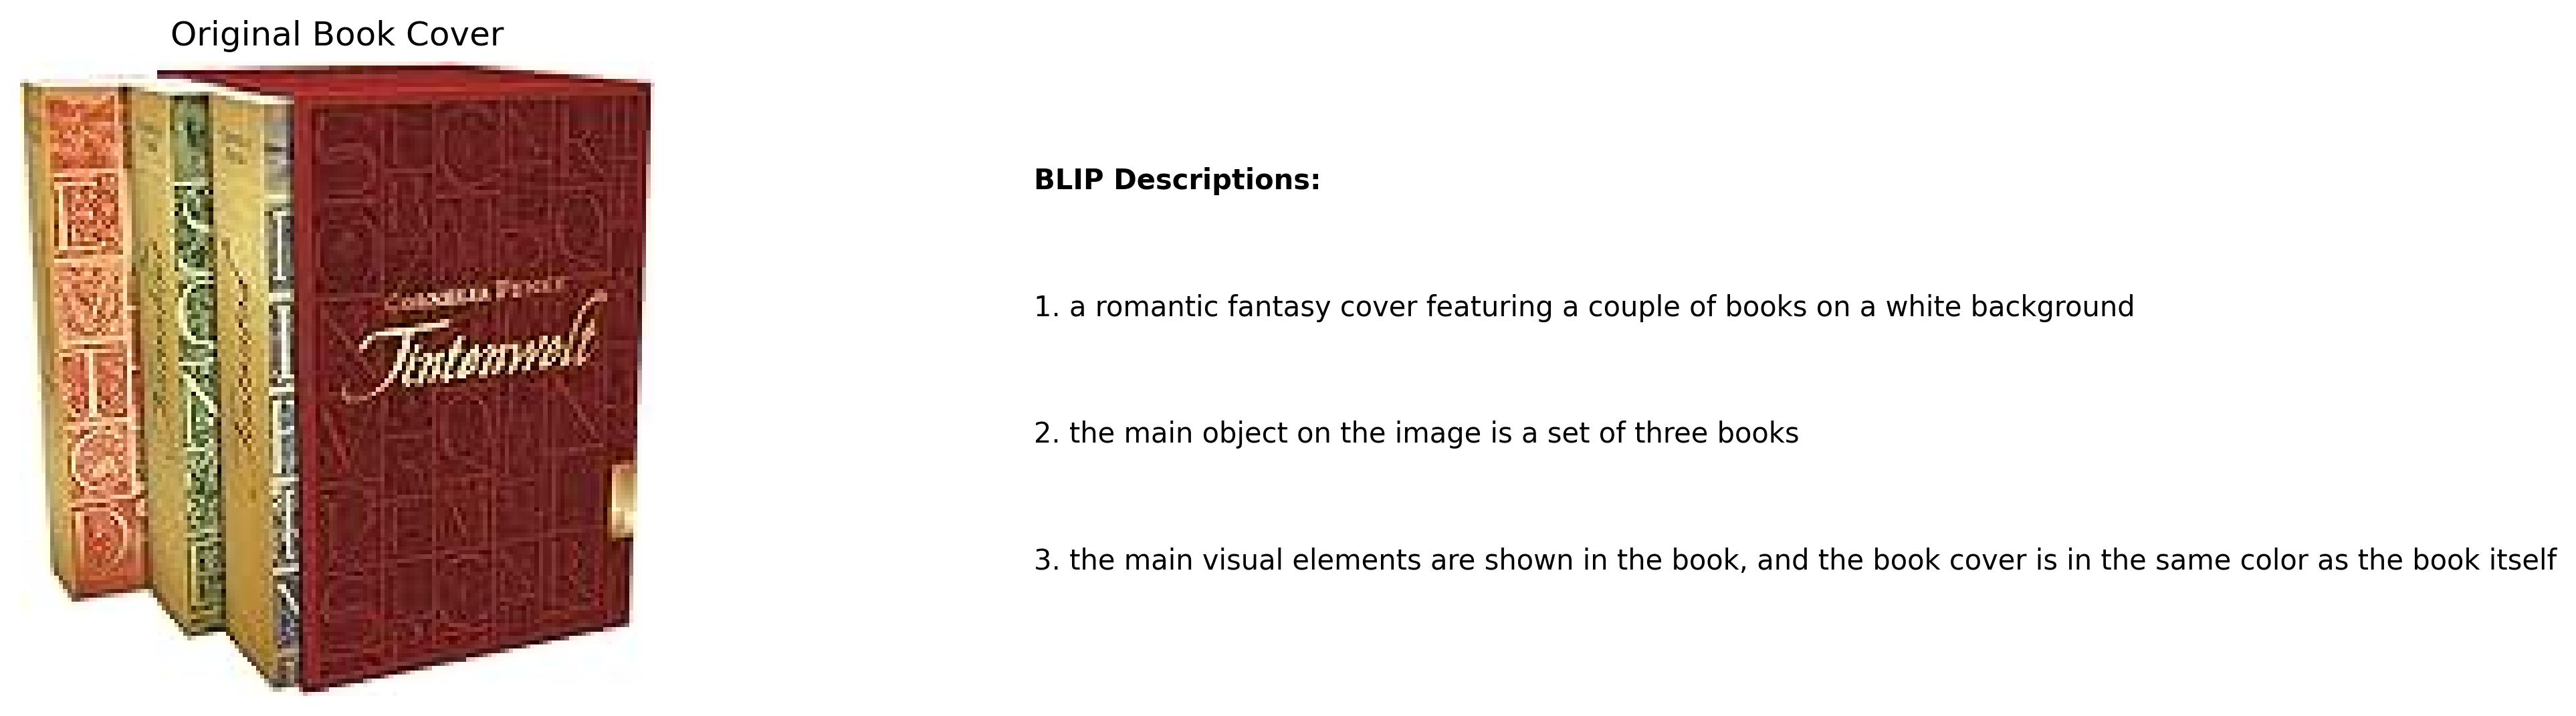 Original Book Cover
CORNELIA FUNKE
Tintenwelt
BLIP Descriptions:
1. a romantic fantasy cover featuring a couple of books on a white background
2. the main object on the image is a set of three books
3. the main visual elements are shown in the book, and the book cover is in the same color as the book itself